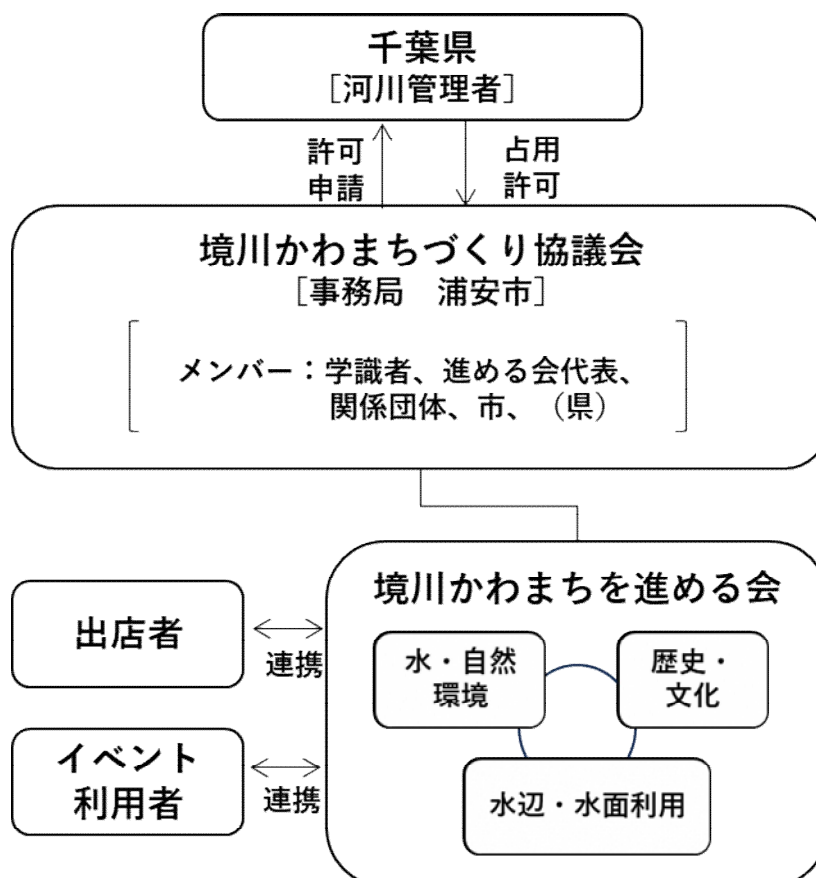 千葉県
[河川管理者]
許可
申請
占用
許可
境川かわまちづくり協議会
[事務局　浦安市]
メンバー：学識者、進める会代表、
関係団体、市、（県）
境川かわまちを進める会
水・自然
環境
歴史・
文化
水辺・水面利用
出店者
連携
イベント
利用者
連携